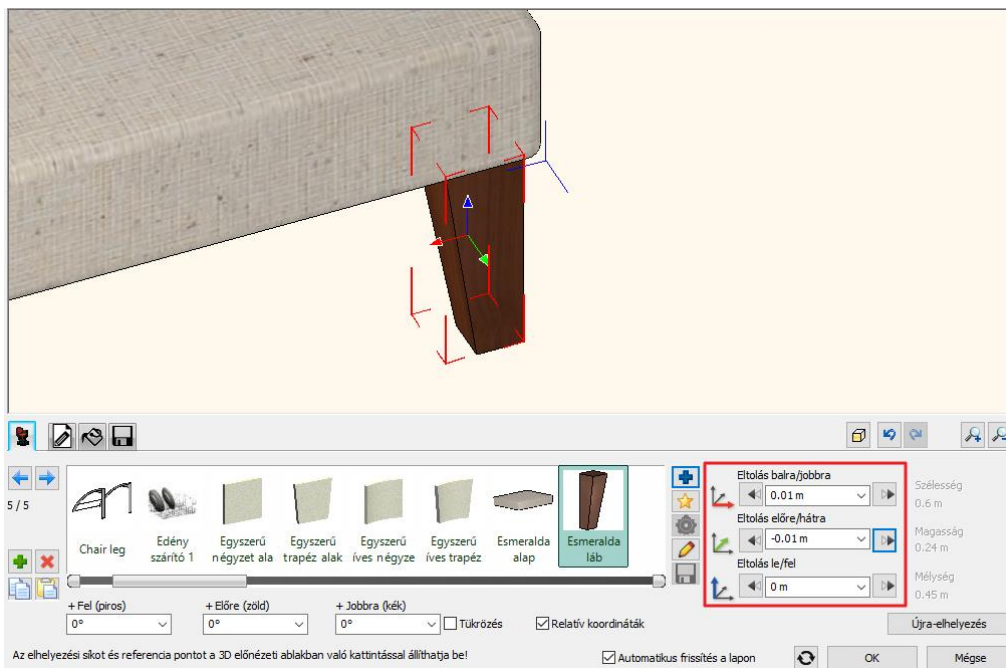 Eltolás balra/jobbra
0.01 m
Szélesség
0.6 m
5 / 5
Eltolás előre/hátra
-0.01 m
Magasság
0.24 m
Chair leg
Edény
szárító 1
Egyszerű
négyzet ala
Egyszerű
trapéz alak
Egyszerű
íves négyze
Egyszerű
íves trapéz
Esmeralda
alap
Esmeralda
láb
Eltolás le/fel
0 m
Mélység
0.45 m
+ Fel (piros)
0°
+ Előre (zöld)
0°
+ Jobbra (kék)
0°
Tükrözés
Relatív koordináták
Újra-elhelyezés
Az elhelyezési síkot és referencia pontot a 3D előnézeti ablakban való kattintással állíthatja be!
Automatikus frissítés a lapon
OK
Mégse